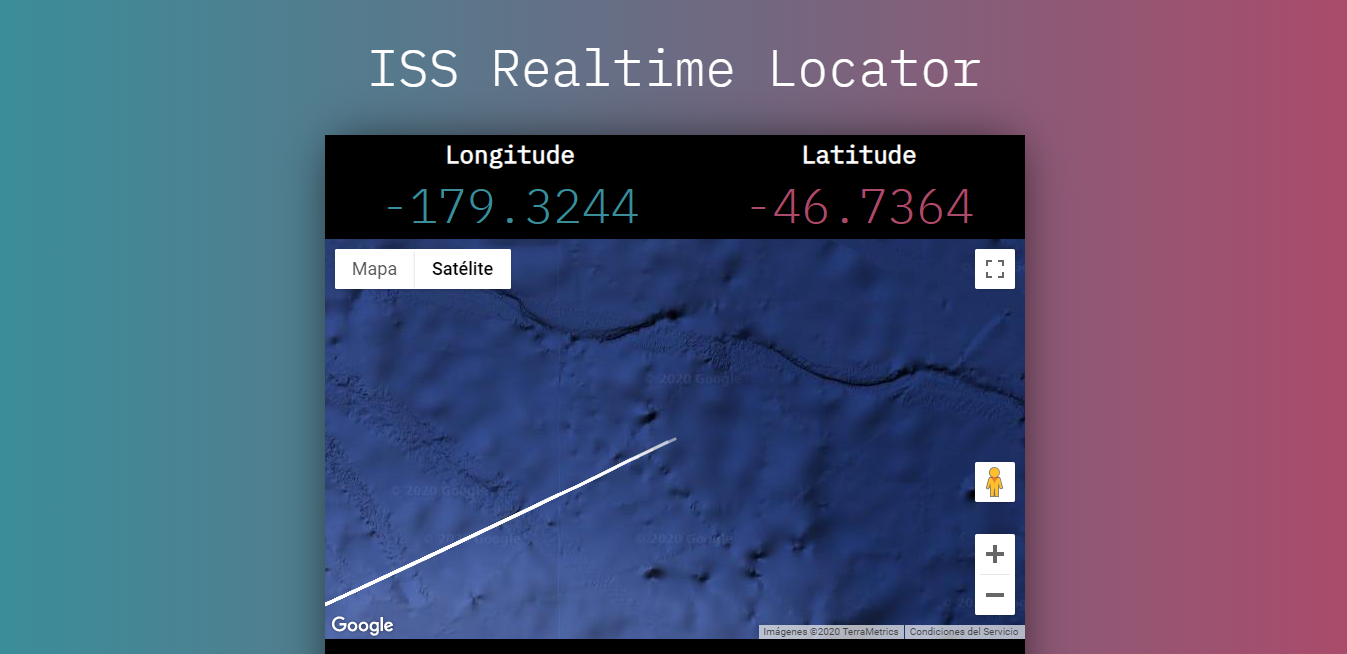 ISS Realtime Locator
Longitude Latitude
-179.3244 -46.7364
Mapa Satélite
© 2020 Google
© 2020 Google
© 2020 Google
© 2020 Google
Google
Imágenes ©2020 TerraMetrics Condiciones del Servicio